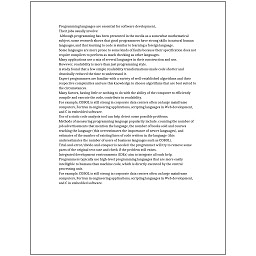 Programming languages are essential for software development.
Their jobs usually involve:
Although programming has been presented in the media as a somewhat mathematical
subject, some research shows that good programmers have strong skills in natural human
languages, and that learning to code is similar to learning a foreign language.
Some languages are more prone to some kinds of faults because their specification does not
require compilers to perform as much checking as other languages.
Many applications use a mix of several languages in their construction and use.
However, readability is more than just programming style.
A study found that a few simple readability transformations made code shorter and
drastically reduced the time to understand it.
Expert programmers are familiar with a variety of well-established algorithms and their
respective complexities and use this knowledge to choose algorithms that are best suited to
the circumstances.
Many factors, having little or nothing to do with the ability of the computer to efficiently
compile and execute the code, contribute to readability.
For example, COBOL is still strong in corporate data centers often on large mainframe
computers, Fortran in engineering applications, scripting languages in Web development,
and C in embedded software.
Use of a static code analysis tool can help detect some possible problems.
Methods of measuring programming language popularity include: counting the number of
job advertisements that mention the language, the number of books sold and courses
teaching the language (this overestimates the importance of newer languages), and
estimates of the number of existing lines of code written in the language (this
underestimates the number of users of business languages such as COBOL).
Trial-and-error/divide-and-conquer is needed: the programmer will try to remove some
parts of the original test case and check if the problem still exists.
Integrated development environments (IDEs) aim to integrate all such help.
Programmers typically use high-level programming languages that are more easily
intelligible to humans than machine code, which is directly executed by the central
processing unit.
For example, COBOL is still strong in corporate data centers often on large mainframe
computers, Fortran in engineering applications, scripting languages in Web development,
and C in embedded software.